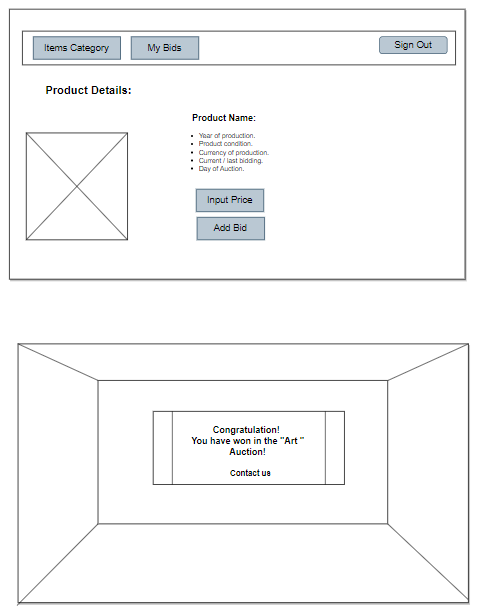 Items Category
My Bids
Sign Out
Product Details:
Product Name:
Year of production.
Product condition.
Currency of production.
Current / last bidding.
Day of Auction.
Input Price
Add Bid
Congratulation!
You have won in the "Art "
Auction!
Contact us